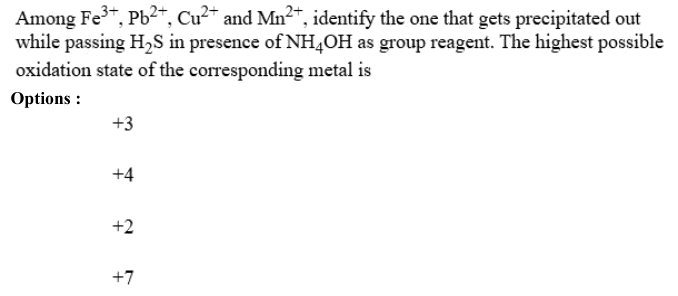 Among Fe³⁺, Pb²⁺, Cu²⁺ and Mn²⁺, identify the one that gets precipitated out
while passing H₂S in presence of NH₄OH as group reagent. The highest possible
oxidation state of the corresponding metal is
Options :
+3
+4
+2
+7